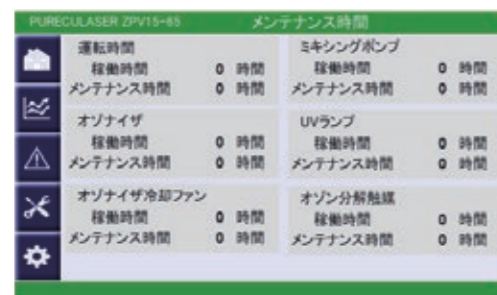 PURECULASER ZPV15-65 メンテナンス時間
運転時間
稼働時間 0 時間
メンテナンス時間 0 時間
ミキシングポンプ
稼働時間 0 時間
メンテナンス時間 0 時間
オゾナイザ
稼働時間 0 時間
メンテナンス時間 0 時間
UVランプ
稼働時間 0 時間
メンテナンス時間 0 時間
オゾナイザ冷却ファン
稼働時間 0 時間
メンテナンス時間 0 時間
オゾン分解触媒
稼働時間 0 時間
メンテナンス時間 0 時間